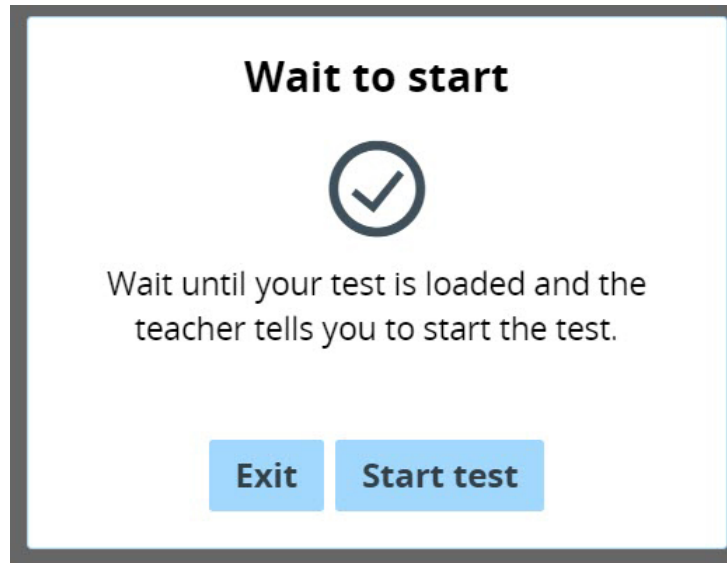 Wait to start
Wait until your test is loaded and the
teacher tells you to start the test.
Exit
Start test